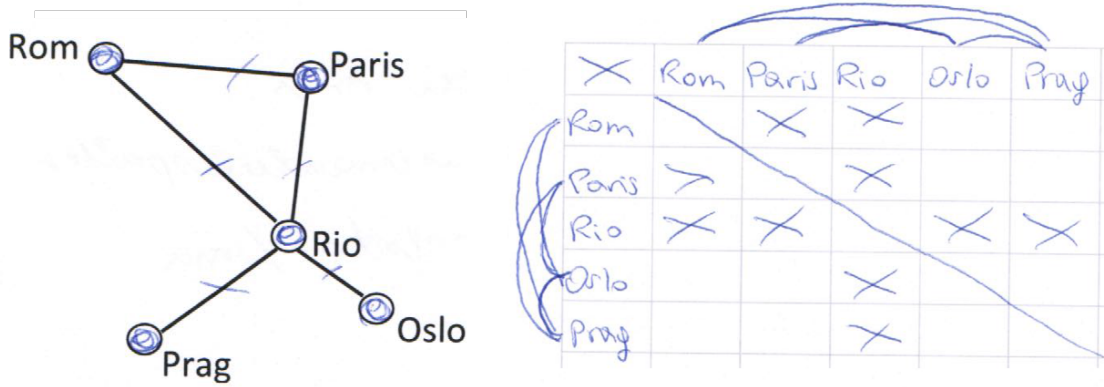 Rom
Paris
Rio
Oslo
Prag
X Rom Paris Rio Oslo Prag
Rom X X
Paris X X
Rio X X X X
Oslo X
Prag X